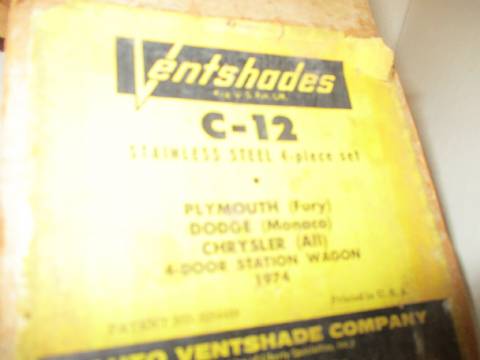 Ventshades
C-12
STAINLESS STEEL 4-piece set
•
PLYMOUTH (Fury)
DODGE (Monaco)
CHRYSLER (All)
4-DOOR STATION WAGON
1974
Printed in U.S.A.
AUTO VENTSHADE COMPANY